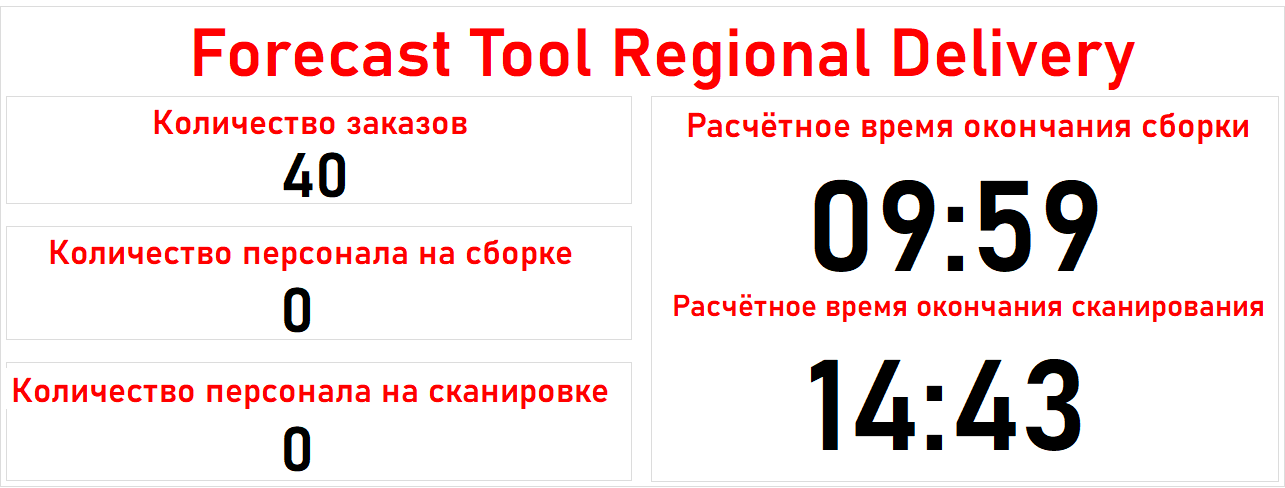 Forecast Tool Regional Delivery
Количество заказов
40
Количество персонала на сборке
0
Количество персонала на сканировке
0
Расчётное время окончания сборки
09:59
Расчётное время окончания сканирования
14:43